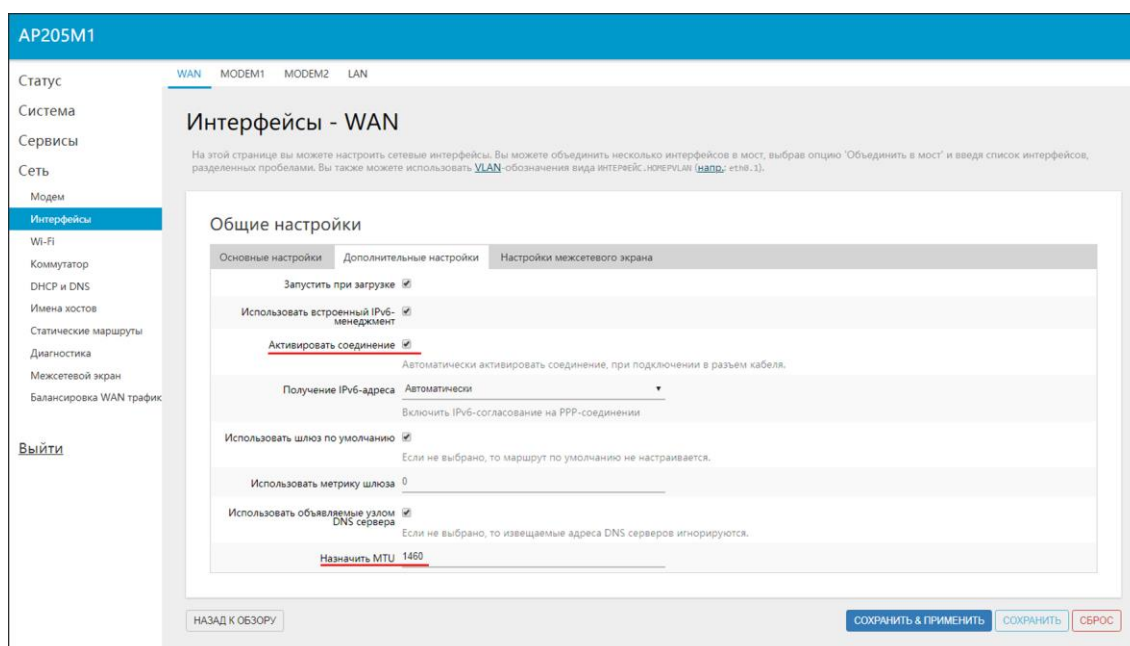 AP205M1
Статус
Система
Сервисы
Сеть
Модем
Интерфейсы
Wi-Fi
Коммутатор
DHCP и DNS
Имена хостов
Статические маршруты
Диагностика
Межсетевой экран
Балансировка WAN трафик
Выйти
WAN MODEM1 MODEM2 LAN
Интерфейсы - WAN
На этой странице вы можете настроить сетевые интерфейсы. Вы можете объединить несколько интерфейсов в мост, выбрав опцию 'Объединить в мост' и введя список интерфейсов,
разделенных пробелами. Вы также можете использовать VLAN-обозначения вида ИНТЕРФЕЙС.НОМЕРVLAN (напр.: eth0.1).
Общие настройки
Основные настройки Дополнительные настройки Настройки межсетевого экрана
Запустить при загрузке
Использовать встроенный IPv6-
менеджмент
Активировать соединение
Автоматически активировать соединение, при подключении в разъем кабеля.
Получение IPv6-адреса Автоматически
Включить IPv6-согласование на PPP-соединении
Использовать шлюз по умолчанию
Если не выбрано, то маршрут по умолчанию не настраивается.
Использовать метрику шлюза 0
Использовать объявляемые узлом
DNS сервера
Если не выбрано, то извещаемые адреса DNS серверов игнорируются.
Назначить MTU 1460
НАЗАД К ОБЗОРУ СОХРАНИТЬ & ПРИМЕНИТЬ СОХРАНИТЬ СБРОС